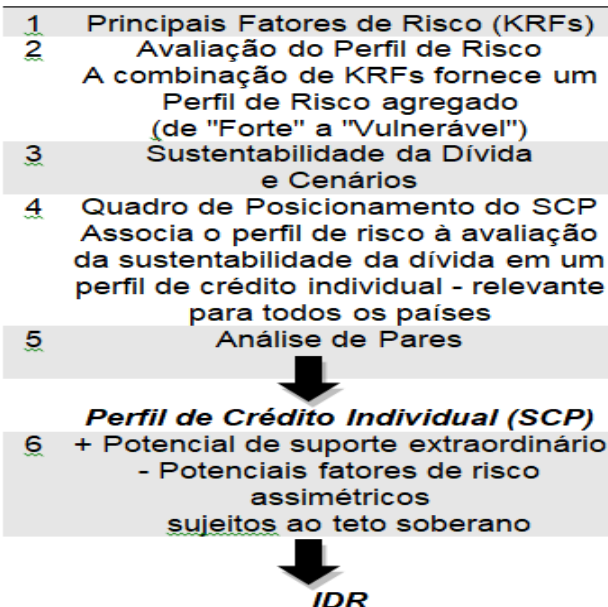 1 Principais Fatores de Risco (KRFs)
2 Avaliação do Perfil de Risco
A combinação de KRFs fornece um
Perfil de Risco agregado
(de "Forte" a "Vulnerável")
3 Sustentabilidade da Dívida
e Cenários
4 Quadro de Posicionamento do SCP
Associa o perfil de risco à avaliação
da sustentabilidade da dívida em um
perfil de crédito individual - relevante
para todos os países
5 Análise de Pares
Perfil de Crédito Individual (SCP)
6 + Potencial de suporte extraordinário
- Potenciais fatores de risco
assimétricos
sujeitos ao teto soberano
IDR